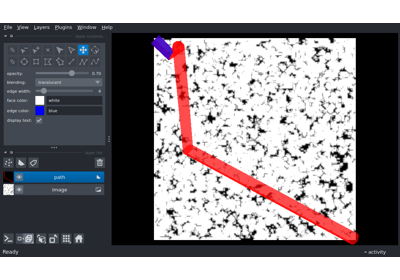 File View Layers Plugins Window Help
opacity: 0.70
blending: translucent
edge width:
face color: white
edge color: blue
display text:
path
Image
Ready
activity